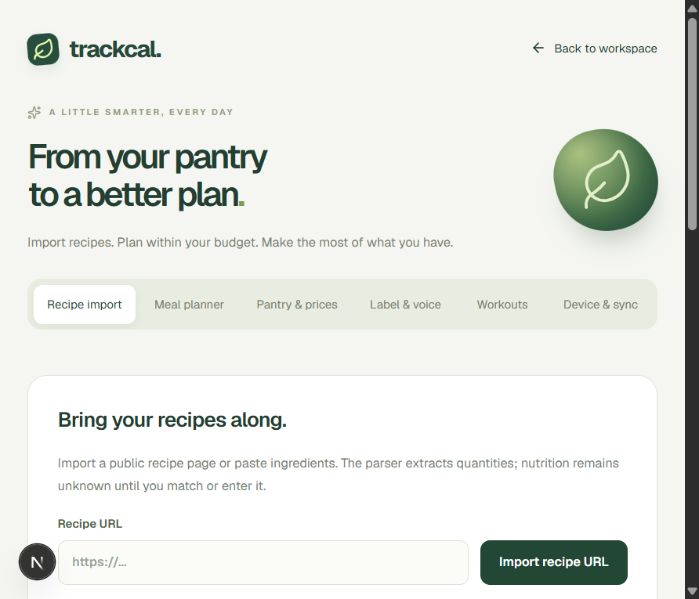 trackcal.
Back to workspace
A LITTLE SMARTER, EVERY DAY
From your pantry
to a better plan.
Import recipes. Plan within your budget. Make the most of what you have.
Recipe import
Meal planner
Pantry & prices
Label & voice
Workouts
Device & sync
Bring your recipes along.
Import a public recipe page or paste ingredients. The parser extracts quantities; nutrition remains
unknown until you match or enter it.
Recipe URL
N
https://...
Import recipe URL